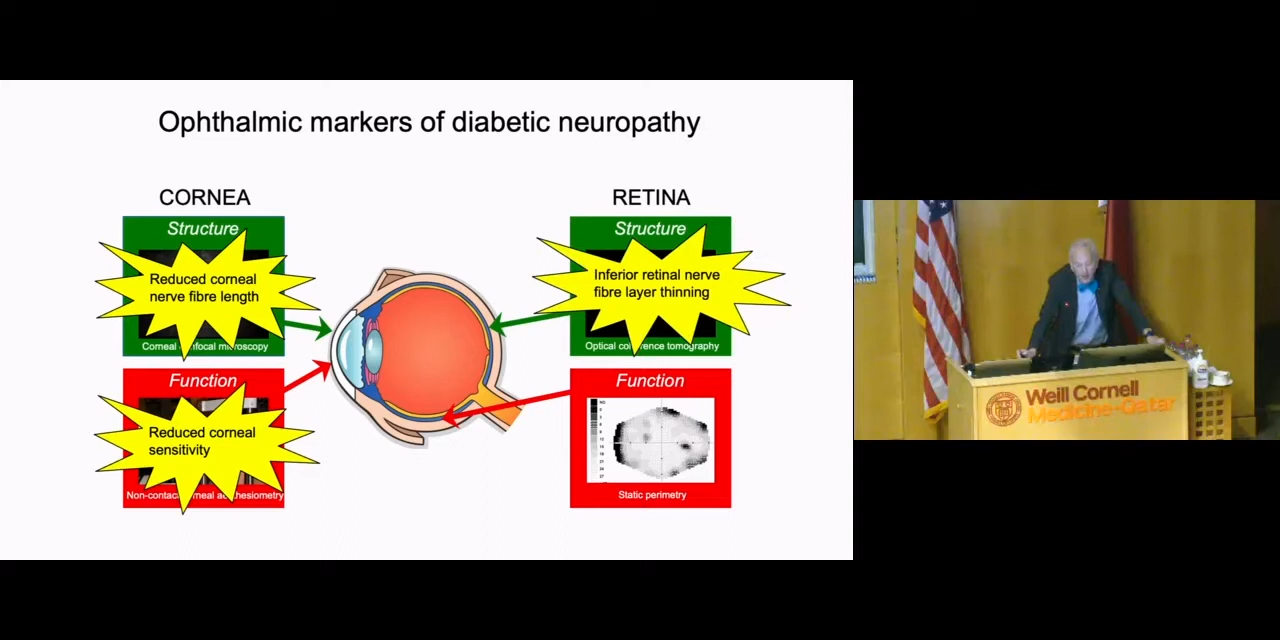 Ophthalmic markers of diabetic neuropathy
CORNEA
Structure
Reduced corneal
nerve fibre length
Corneal confocal microscopy
Function
Reduced corneal
sensitivity
Non-contact corneal aesthesiometry
RETINA
Structure
Inferior retinal nerve
fibre layer thinning
Optical coherence tomography
Function
Static perimetry
Weill Cornell
Medicine-Qatar